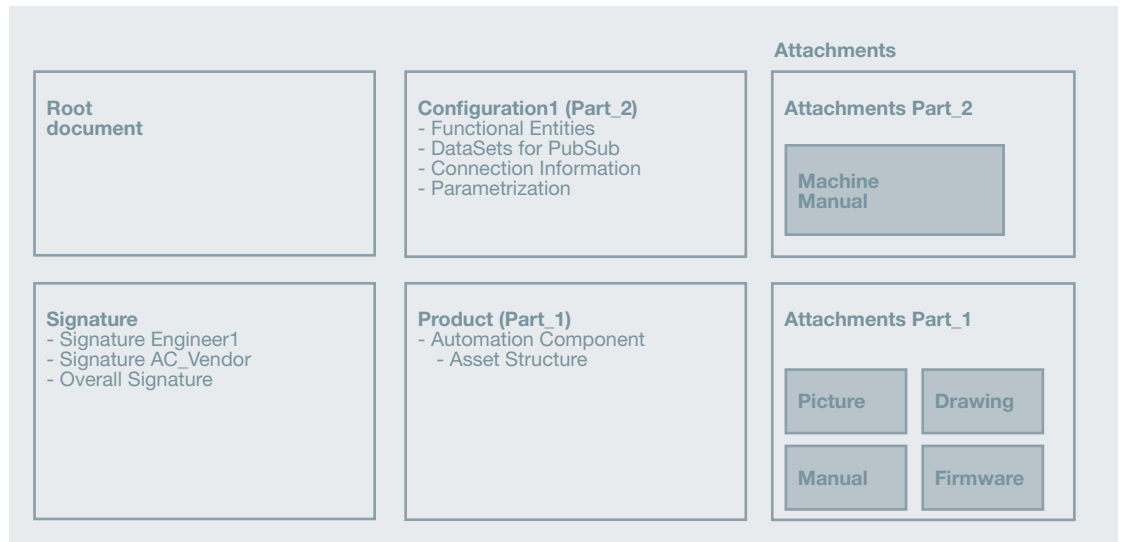 Attachments
Root
document
Configuration1 (Part_2)
- Functional Entities
- DataSets for PubSub
- Connection Information
- Parametrization
Attachments Part_2
Machine
Manual
Signature
- Signature Engineer1
- Signature AC_Vendor
- Overall Signature
Product (Part_1)
- Automation Component
- Asset Structure
Attachments Part_1
Picture
Drawing
Manual
Firmware